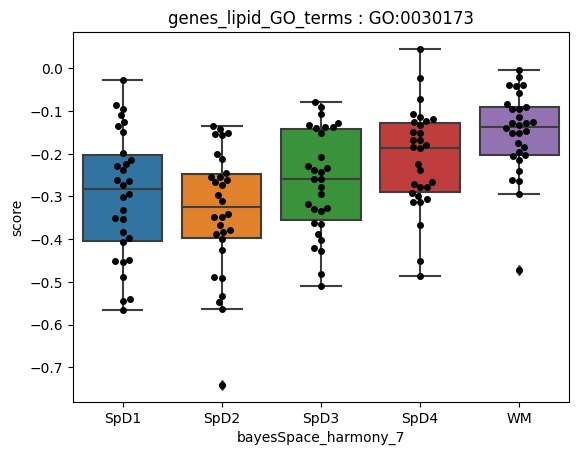 genes_lipid_GO_terms : GO:0030173
0.0
−0.1
−0.2
−0.3
−0.4
−0.5
−0.6
−0.7
score
SpD1 SpD2 SpD3 SpD4 WM
bayesSpace_harmony_7